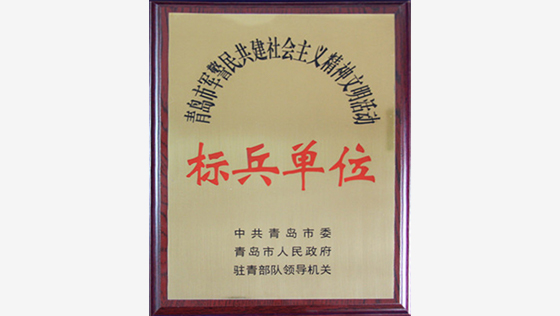 青岛市军警民共建社会主义精神文明活动
标兵单位
中共青岛市委
青岛市人民政府
驻青部队领导机关